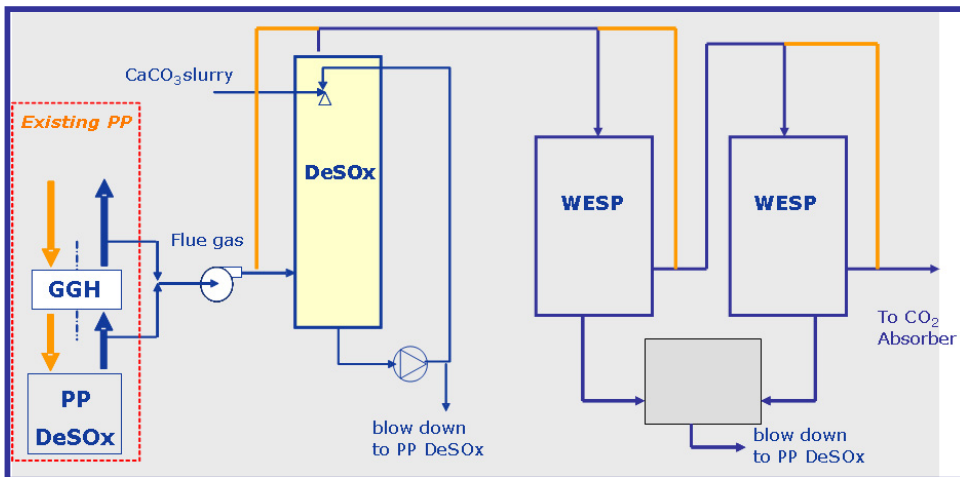 CaCO₃slurry
Existing PP
DeSOx
WESP
WESP
Flue gas
GGH
To CO₂
Absorber
PP
DeSOx
blow down
to PP DeSOx
blow down
to PP DeSOx